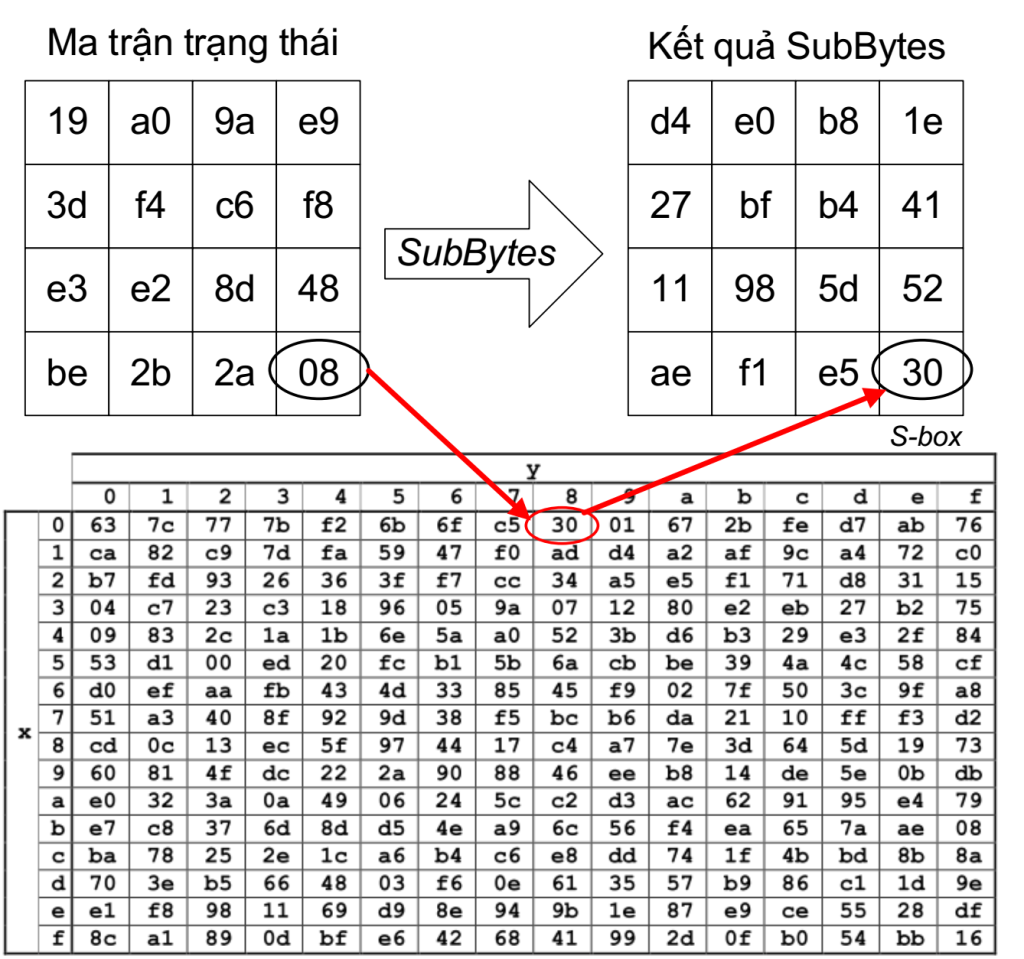 Ma trận trạng thái
Kết quả SubBytes
19 a0 9a e9
d4 e0 b8 1e
3d f4 c6 f8
27 bf b4 41
SubBytes
e3 e2 8d 48
11 98 5d 52
be 2b 2a 08
ae f1 e5 30
S-box
y
0 1 2 3 4 5 6 7 8 9 a b c d e f
0 63 7c 77 7b f2 6b 6f c5 30 01 67 2b fe d7 ab 76
1 ca 82 c9 7d fa 59 47 f0 ad d4 a2 af 9c a4 72 c0
2 b7 fd 93 26 36 3f f7 cc 34 a5 e5 f1 71 d8 31 15
3 04 c7 23 c3 18 96 05 9a 07 12 80 e2 eb 27 b2 75
4 09 83 2c 1a 1b 6e 5a a0 52 3b d6 b3 29 e3 2f 84
5 53 d1 00 ed 20 fc b1 5b 6a cb be 39 4a 4c 58 cf
6 d0 ef aa fb 43 4d 33 85 45 f9 02 7f 50 3c 9f a8
7 51 a3 40 8f 92 9d 38 f5 bc b6 da 21 10 ff f3 d2
x
8 cd 0c 13 ec 5f 97 44 17 c4 a7 7e 3d 64 5d 19 73
9 60 81 4f dc 22 2a 90 88 46 ee b8 14 de 5e 0b db
a e0 32 3a 0a 49 06 24 5c c2 d3 ac 62 91 95 e4 79
b e7 c8 37 6d 8d d5 4e a9 6c 56 f4 ea 65 7a ae 08
c ba 78 25 2e 1c a6 b4 c6 e8 dd 74 1f 4b bd 8b 8a
d 70 3e b5 66 48 03 f6 0e 61 35 57 b9 86 c1 1d 9e
e e1 f8 98 11 69 d9 8e 94 9b 1e 87 e9 ce 55 28 df
f 8c a1 89 0d bf e6 42 68 41 99 2d 0f b0 54 bb 16